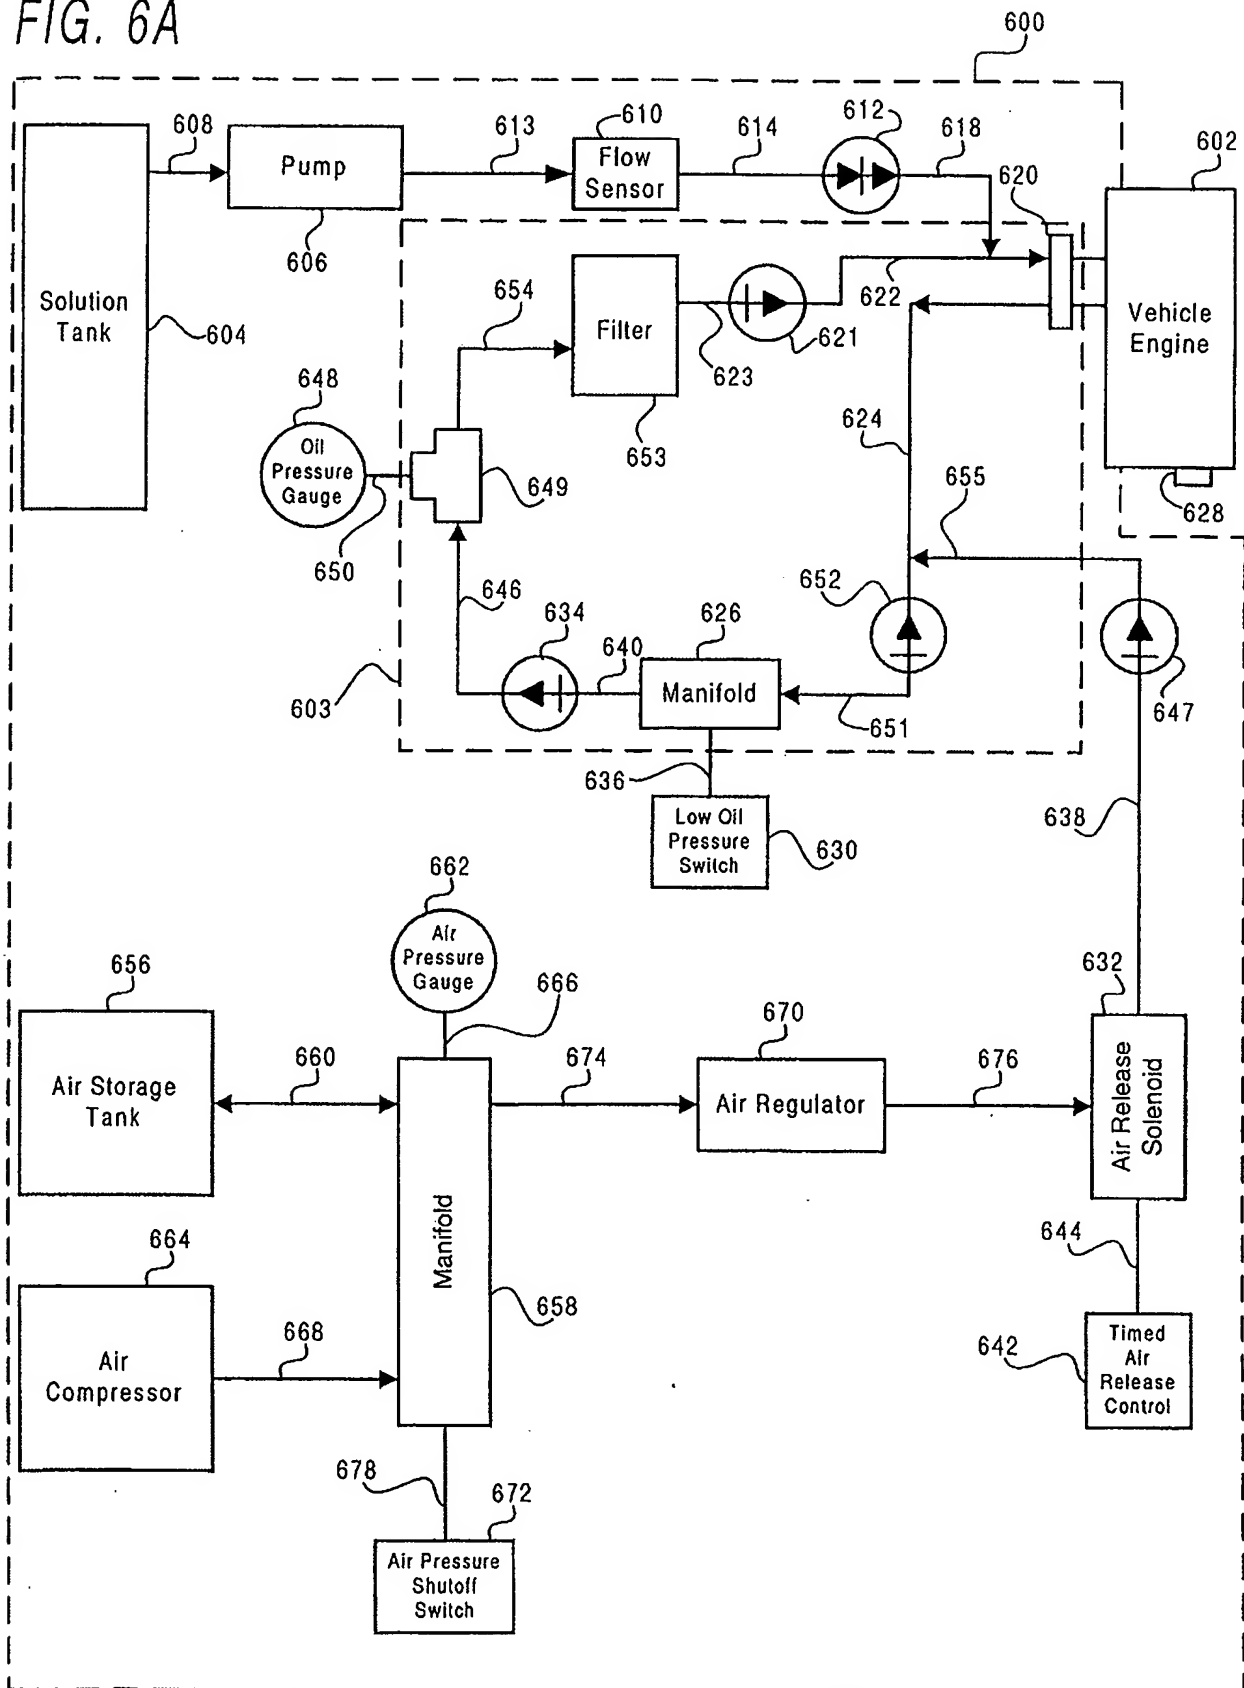 FIG. 6A
600
608
613
610
614
612
618
602
620
Pump
Flow
Sensor
606
Solution
Tank
604
654
Filter
622
621
623
Vehicle
Engine
648
Oil
Pressure
Gauge
649
653
624
655
628
650
646
652
634
626
640
Manifold
603
651
647
636
Low Oil
Pressure
Switch
630
638
662
Air
Pressure
Gauge
656
666
632
670
660
674
676
Air Storage
Tank
Air Regulator
Air Release
Solenoid
664
Manifold
644
658
668
Air
Compressor
642
Timed
Air
Release
Control
678
672
Air Pressure
Shutoff
Switch